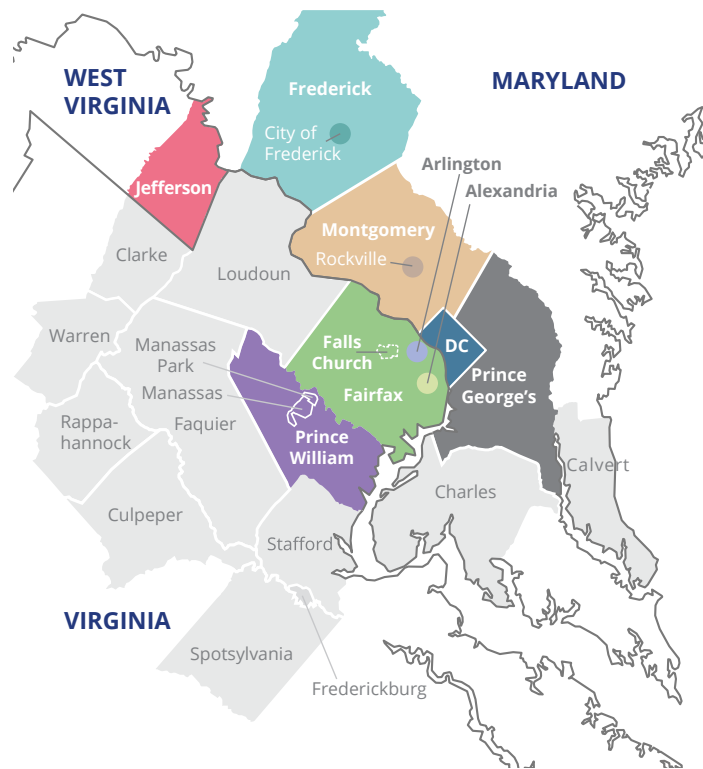 WEST
VIRGINIA
MARYLAND
Frederick
City of
Frederick
Arlington
Alexandria
Jefferson
Montgomery
Rockville
Clarke
Loudoun
Warren
Manassas
Park
Manassas
Falls
Church
DC
Prince
George’s
Fairfax
Rappa-
hannock
Faquier
Prince
William
Calvert
Charles
Culpeper
Stafford
VIRGINIA
Spotsylvania
Frederickburg